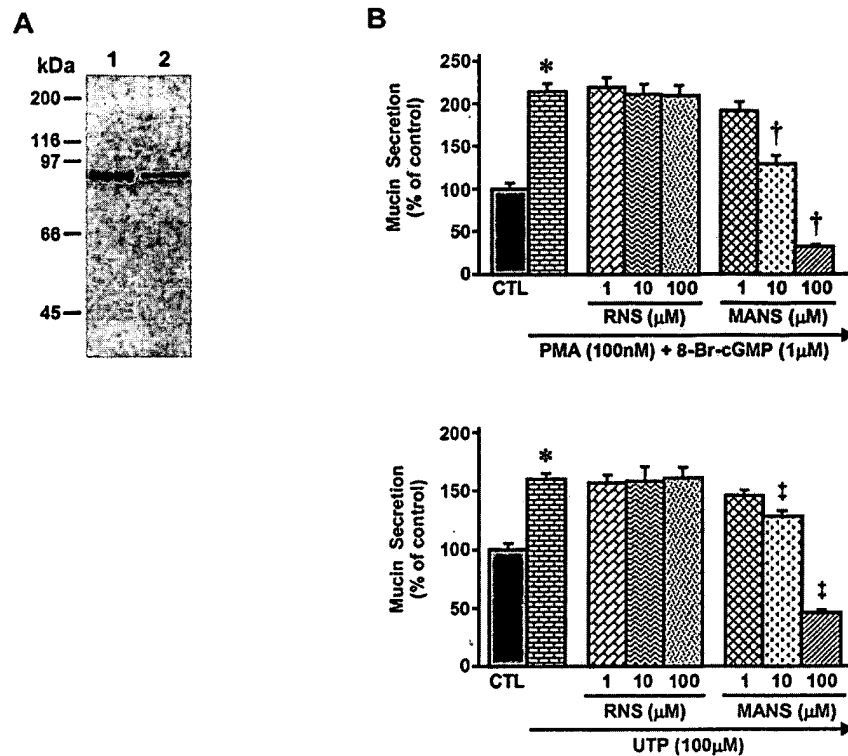 A
kDa
1 2
200
116
97
66
45
B
Mucin Secretion
(% of control)
250
200
150
100
50
0
*
†
†
CTL
1 10 100
1 10 100
RNS (µM)
MANS (µM)
PMA (100nM) + 8-Br-cGMP (1µM)
Mucin Secretion
(% of control)
200
150
100
50
0
*
‡
‡
CTL
1 10 100
1 10 100
RNS (µM)
MANS (µM)
UTP (100µM)